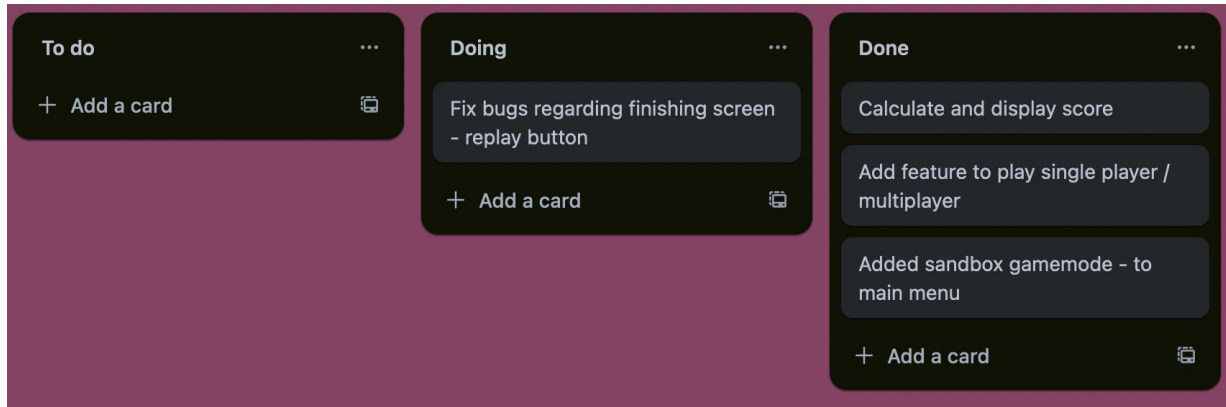 To do
Add a card
Doing
Fix bugs regarding finishing screen
- replay button
Add a card
Done
Calculate and display score
Add feature to play single player /
multiplayer
Added sandbox gamemode - to
main menu
Add a card